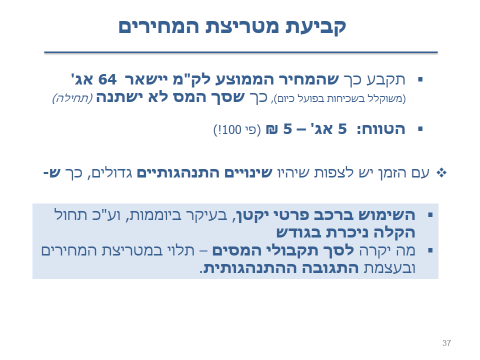 קביעת מטריצת המחירים
תקבע כך שהמחיר הממוצע לק"מ יישאר 64 אג'
(משוקלל בשכיחות בפועל כיום), כך שסך המס לא ישתנה (תחילה)
הטווח: 5 אג' – 5 ₪ (פי 100!)
עם הזמן יש לצפות שיהיו שינויים התנהגותיים גדולים, כך ש-
השימוש ברכב פרטי יקטן, בעיקר ביוממות, וע"כ תחול
הקלה ניכרת בגודש
מה יקרה לסך תקבולי המסים – תלוי במטריצת המחירים
ובעצמת התגובה ההתנהגותית.
37